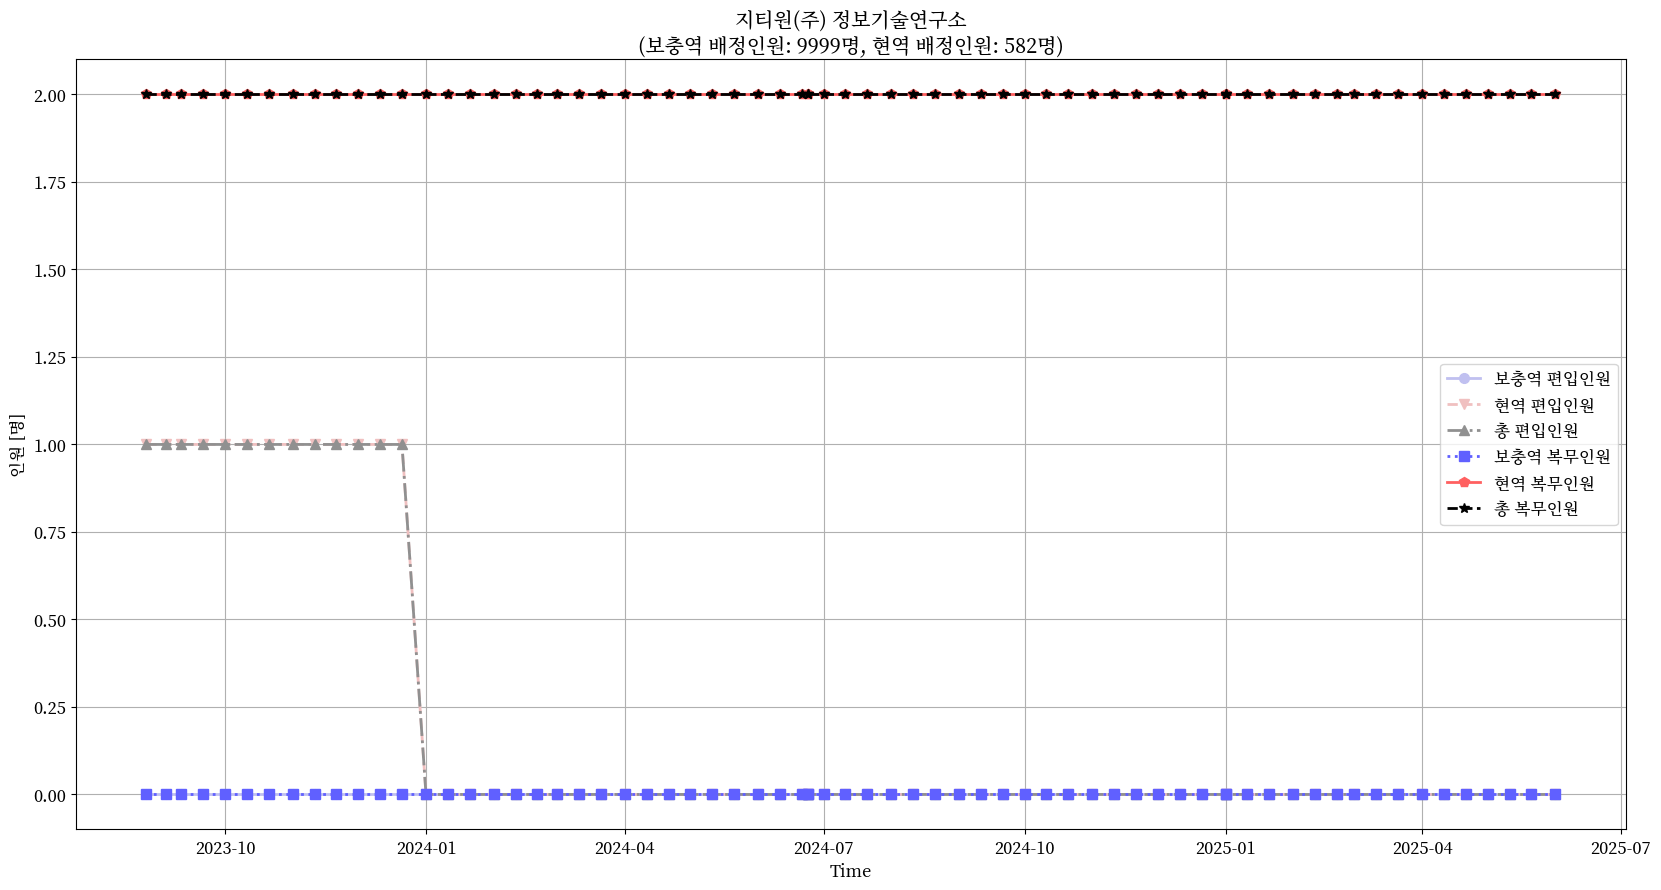 지티원(주) 정보기술연구소
(보충역 배정인원: 9999명, 현역 배정인원: 582명)
2.00
1.75
1.50
1.25
1.00
0.75
0.50
0.25
0.00
인원 [명]
보충역 편입인원
현역 편입인원
총 편입인원
보충역 복무인원
현역 복무인원
총 복무인원
2023-10
2024-01
2024-04
2024-07
2024-10
2025-01
2025-04
2025-07
Time